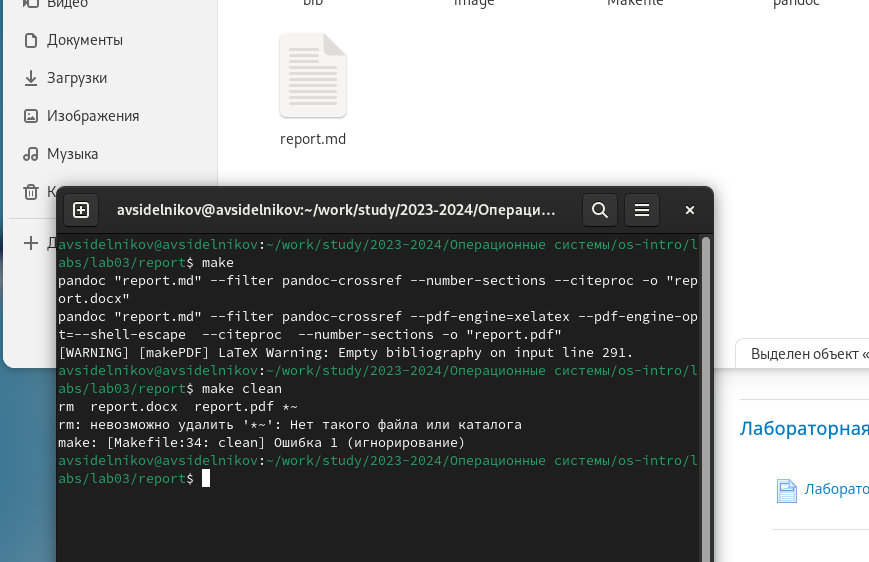 Видео
bib
image
Makefile
pandoc
Документы
Загрузки
Изображения
Музыка
report.md
avsidelnikov@avsidelnikov:~/work/study/2023-2024/Операци…
avsidelnikov@avsidelnikov:~/work/study/2023-2024/Операционные системы/os-intro/l
abs/lab03/report$ make
pandoc "report.md" --filter pandoc-crossref --number-sections --citeproc -o "rep
ort.docx"
pandoc "report.md" --filter pandoc-crossref --pdf-engine=xelatex --pdf-engine-op
t=--shell-escape  --citeproc  --number-sections -o "report.pdf"
[WARNING] [makePDF] LaTeX Warning: Empty bibliography on input line 291.
avsidelnikov@avsidelnikov:~/work/study/2023-2024/Операционные системы/os-intro/l
abs/lab03/report$ make clean
rm  report.docx  report.pdf *~
rm: невозможно удалить '*~': Нет такого файла или каталога
make: [Makefile:34: clean] Ошибка 1 (игнорирование)
avsidelnikov@avsidelnikov:~/work/study/2023-2024/Операционные системы/os-intro/l
abs/lab03/report$
Выделен объект «
Лабораторная
Лаборато